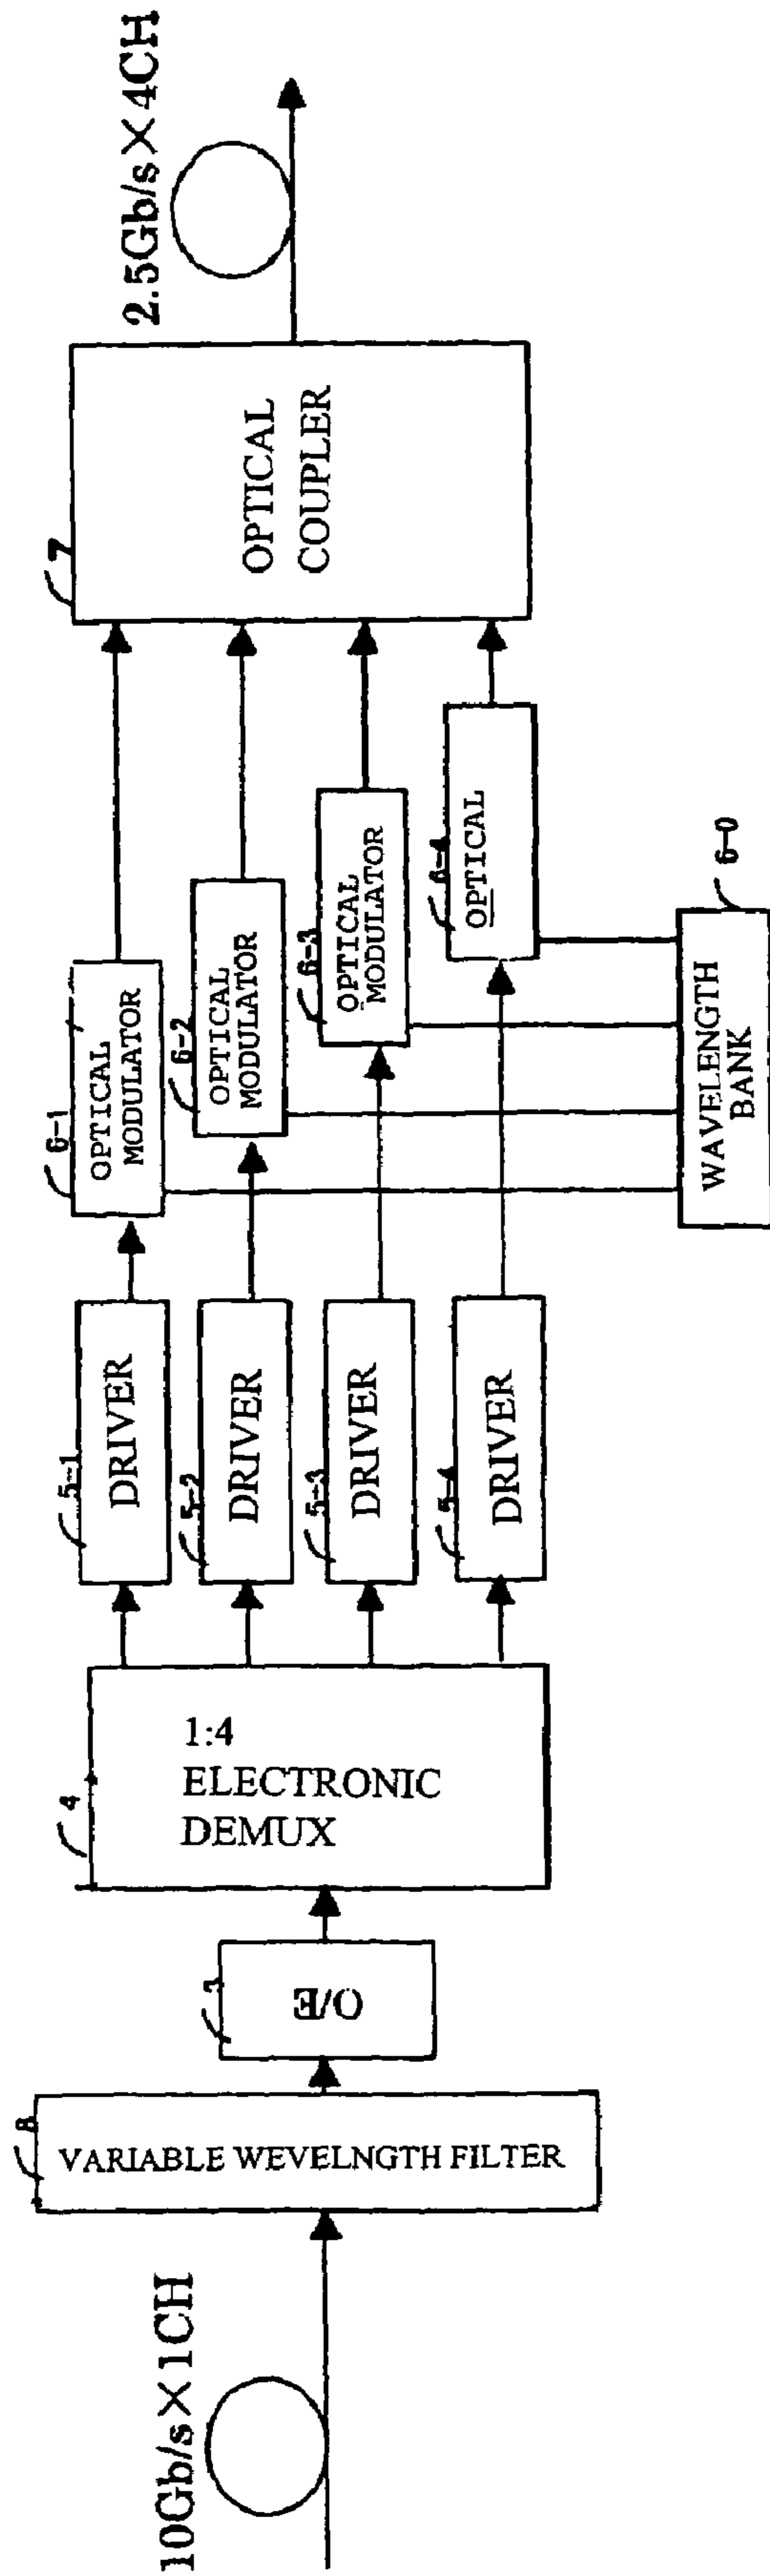 10Gb/s×1CH
8
VARIABLE WEVELNGTH FILTER
3
O/E
4
1:4
ELECTRONIC
DEMUX
5-1
DRIVER
5-2
DRIVER
5-3
DRIVER
5-4
DRIVER
6-1
OPTICAL
MODULATOR
6-2
OPTICAL
MODULATOR
6-3
OPTICAL
MODULATOR
6-4
OPTICAL
WAVELENGTH
BANK
6-0
7
OPTICAL
COUPLER
2.5Gb/s×4CH